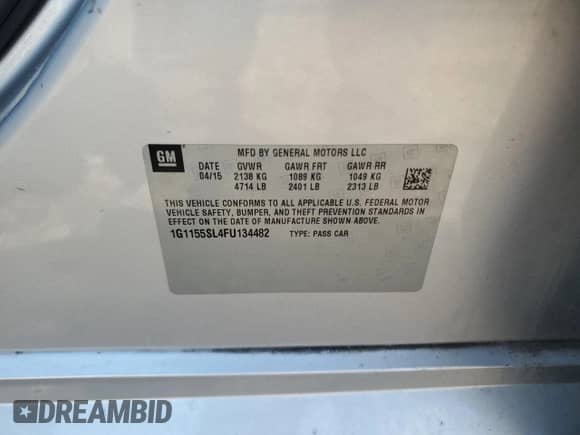 GM
MFD BY GENERAL MOTORS LLC
DATE GVWR GAWR FRT GAWR RR
04/15 2138 KG 1089 KG 1049 KG
4714 LB 2401 LB 2313 LB
THIS VEHICLE CONFORMS TO ALL APPLICABLE U.S. FEDERAL MOTOR
VEHICLE SAFETY, BUMPER, AND THEFT PREVENTION STANDARDS IN
EFFECT ON THE DATE OF MANUFACTURE SHOWN ABOVE.
1G1155SL4FU134482 TYPE: PASS CAR
DREAMBID